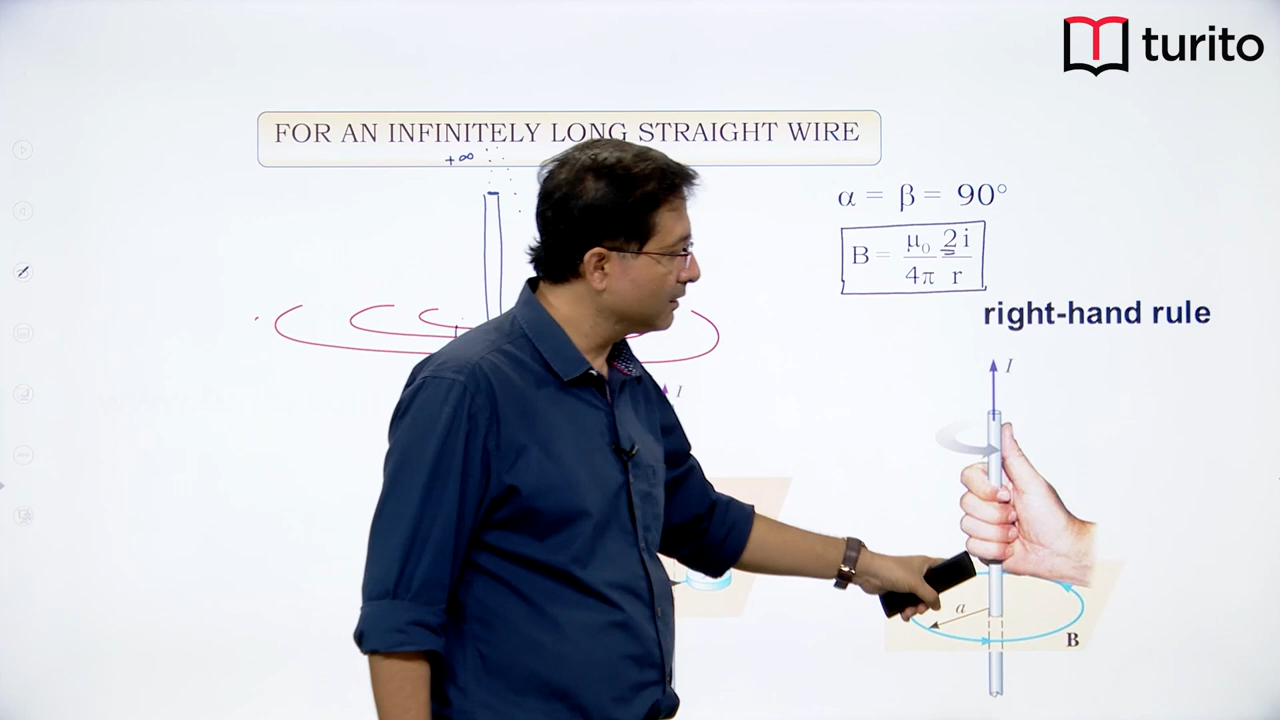 turito
FOR AN INFINITELY LONG STRAIGHT WIRE
+∞
α = β = 90°
B = μ₀/4π 2i/r
right-hand rule
I
I
a
B